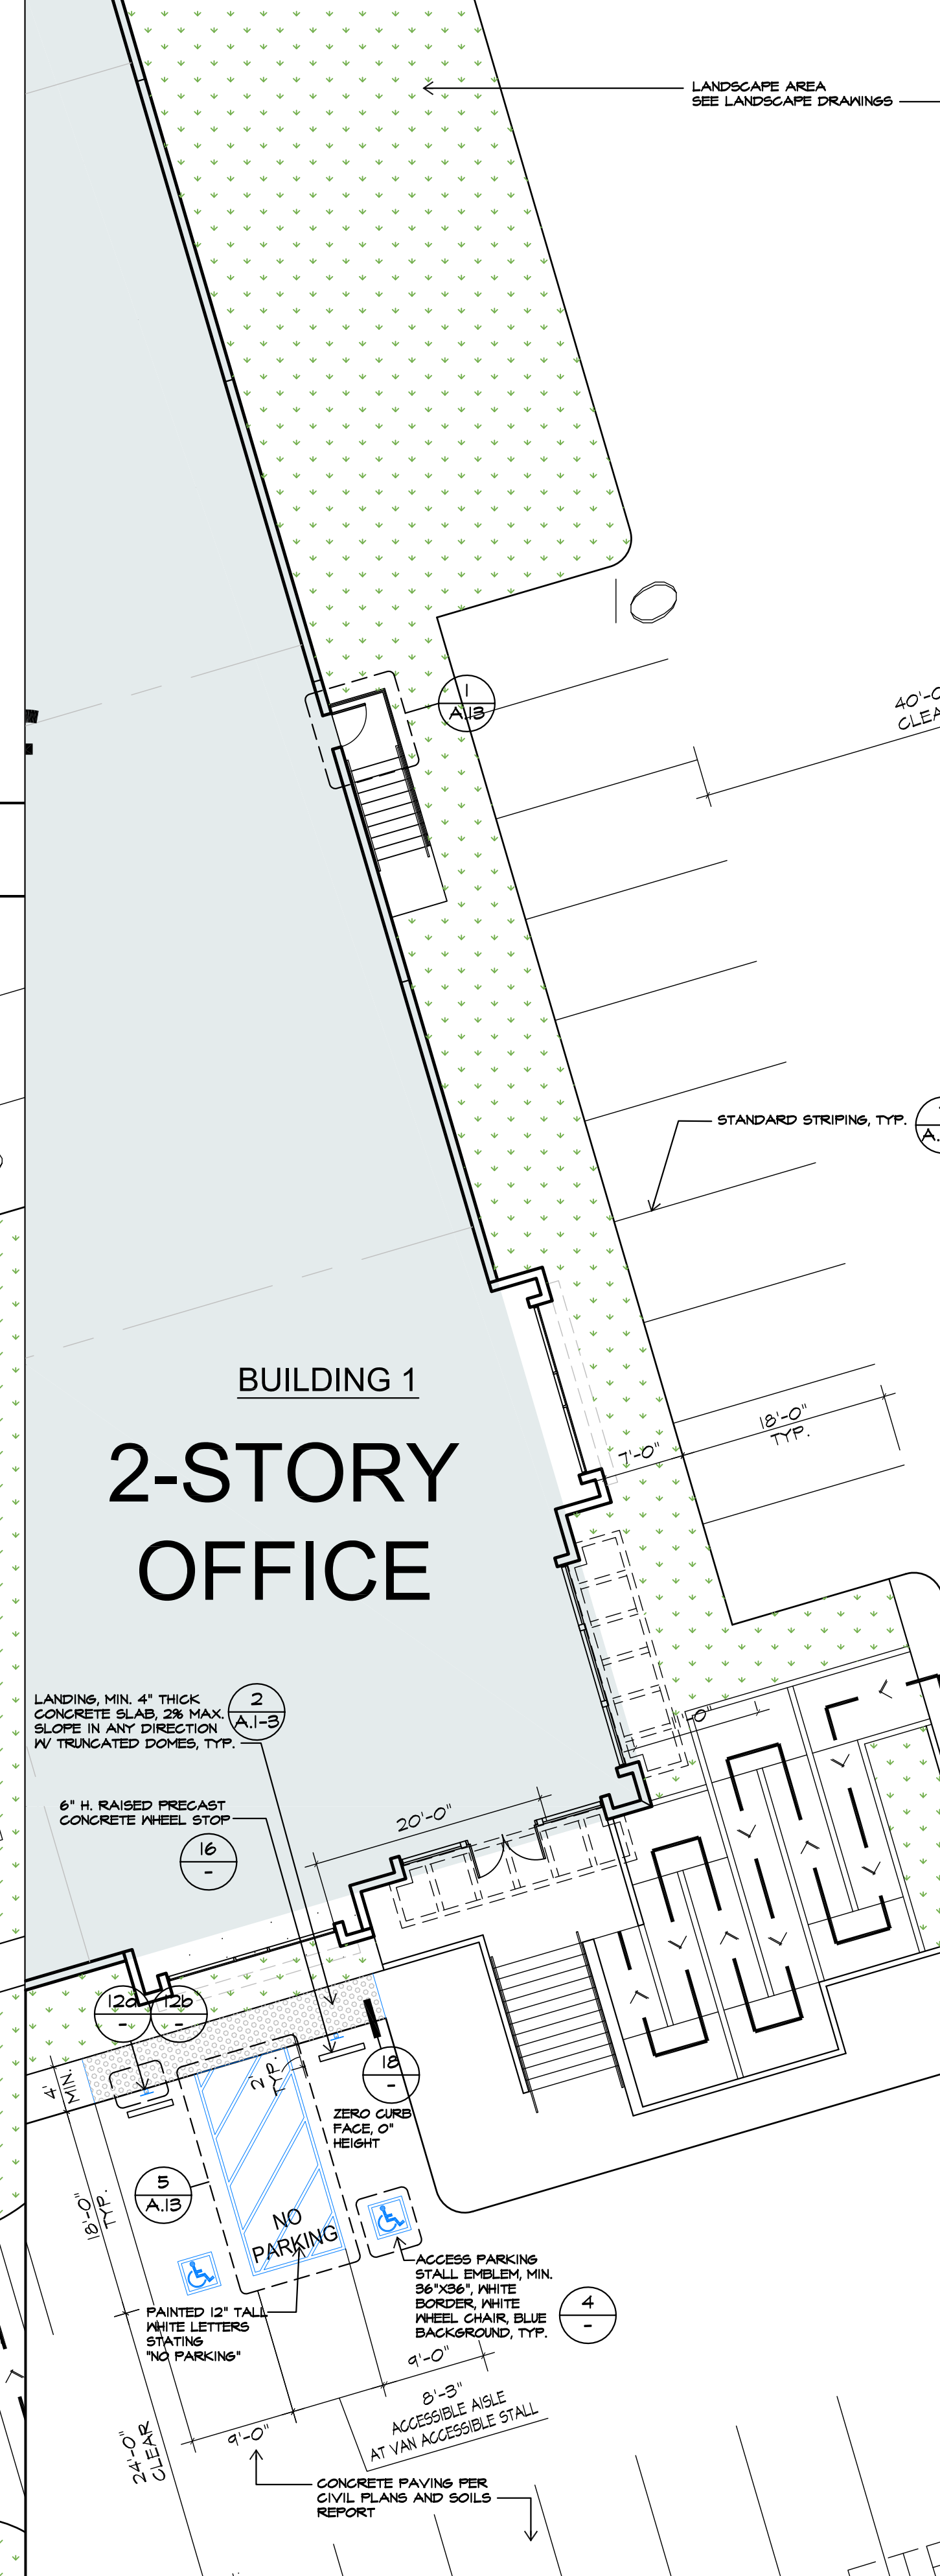 LANDSCAPE AREA
SEE LANDSCAPE DRAWINGS
1
A.13
40'-0
CLEA
STANDARD STRIPING, TYP.
A.
BUILDING 1
2-STORY
OFFICE
18'-0"
TYP.
7'-0"
LANDING, MIN. 4" THICK
CONCRETE SLAB, 2% MAX.
SLOPE IN ANY DIRECTION
W/ TRUNCATED DOMES, TYP.
2
A.1-3
6" H. RAISED PRECAST
CONCRETE WHEEL STOP
16
-
20'-0"
12a
-
12b
-
4'
MIN.
2'
TYP.
18
-
ZERO CURB
FACE, 0"
HEIGHT
5
A.13
18'-0"
TYP.
NO
PARKING
ACCESS PARKING
STALL EMBLEM, MIN.
36"X36", WHITE
BORDER, WHITE
WHEEL CHAIR, BLUE
BACKGROUND, TYP.
4
-
PAINTED 12" TALL
WHITE LETTERS
STATING
"NO PARKING"
9'-0"
8'-3"
ACCESSIBLE AISLE
AT VAN ACCESSIBLE STALL
9'-0"
24'-0"
CLEAR
CONCRETE PAVING PER
CIVIL PLANS AND SOILS
REPORT